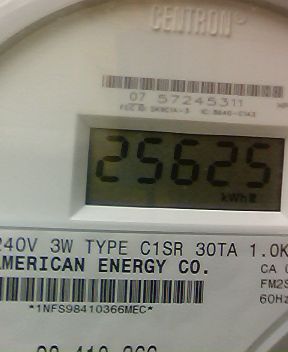 CENTRON®
07 57245311
25625
kWh
240V 3W TYPE C1SR 30TA 1.0K
AMERICAN ENERGY CO.
CA
FM2S
60Hz
*1NFS98410366MEC*